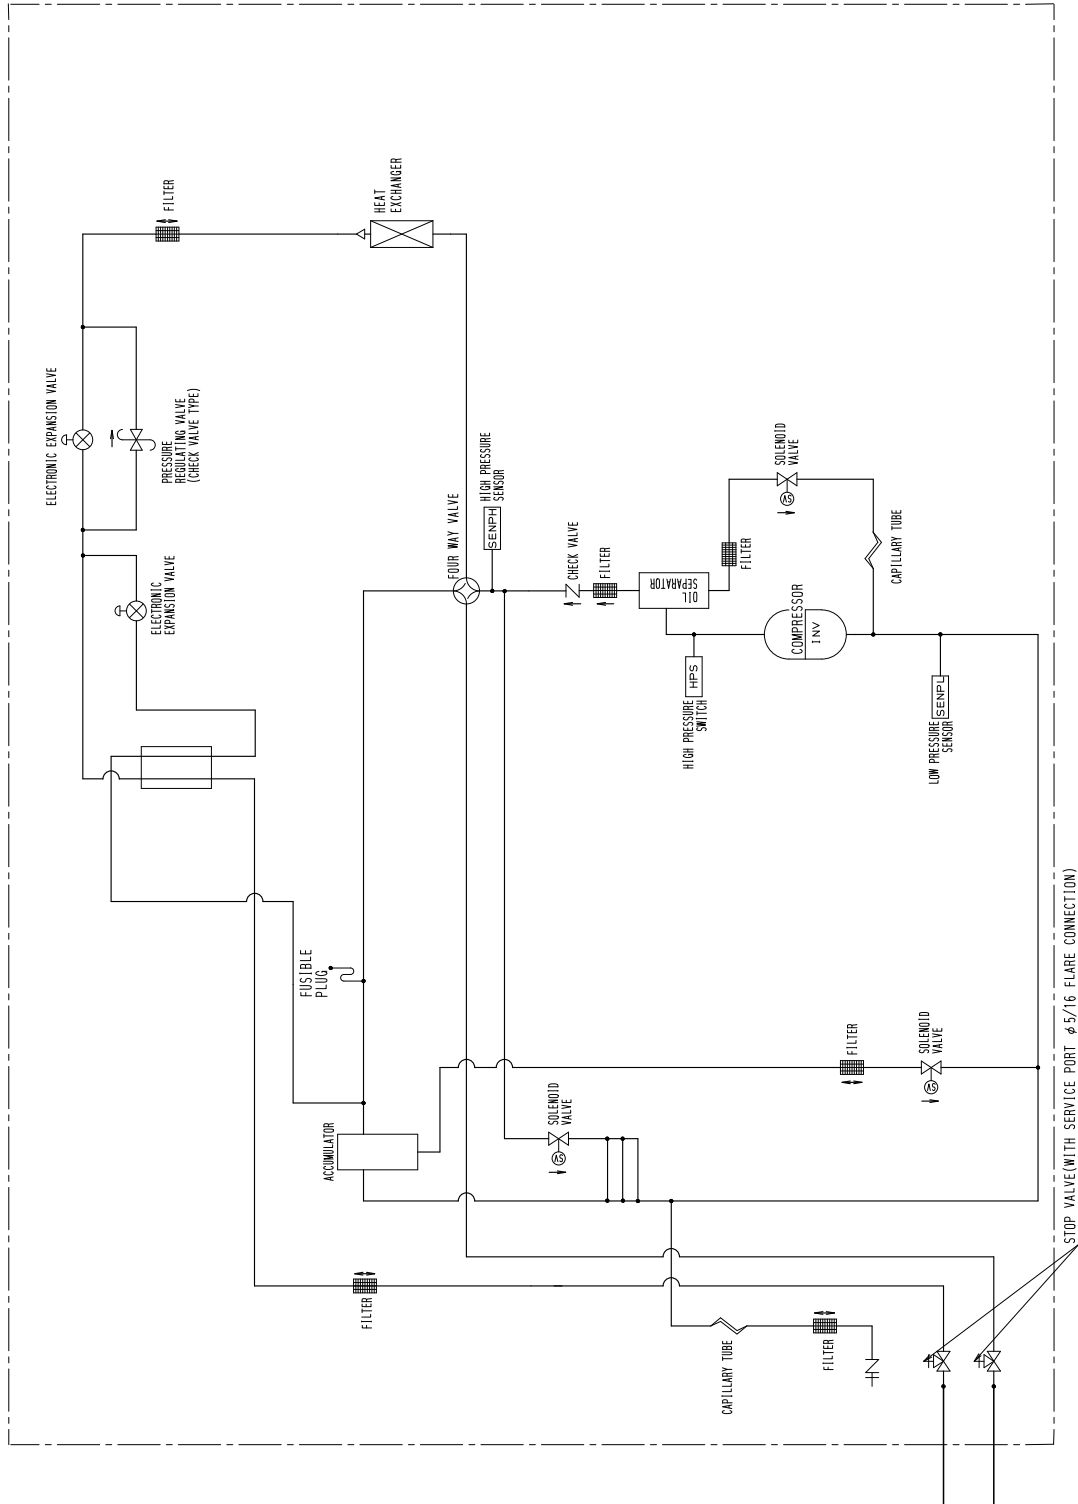 FILTER
HEAT
EXCHANGER
ELECTRONIC EXPANSION VALVE
PRESSURE
REGULATING VALVE
(CHECK VALVE TYPE)
ELECTRONIC
EXPANSION VALVE
FOUR WAY VALVE
HIGH PRESSURE
SENSOR
SENPH
CHECK VALVE
FILTER
OIL
SEPARATOR
FILTER
SOLENOID
VALVE
SV
CAPILLARY TUBE
COMPRESSOR
INV
HPS
HIGH PRESSURE
SWITCH
SENPL
LOW PRESSURE
SENSOR
FUSIBLE
PLUG
ACCUMULATOR
SOLENOID
VALVE
SV
FILTER
SOLENOID
VALVE
SV
FILTER
CAPILLARY TUBE
FILTER
STOP VALVE(WITH SERVICE PORT φ5/16 FLARE CONNECTION)